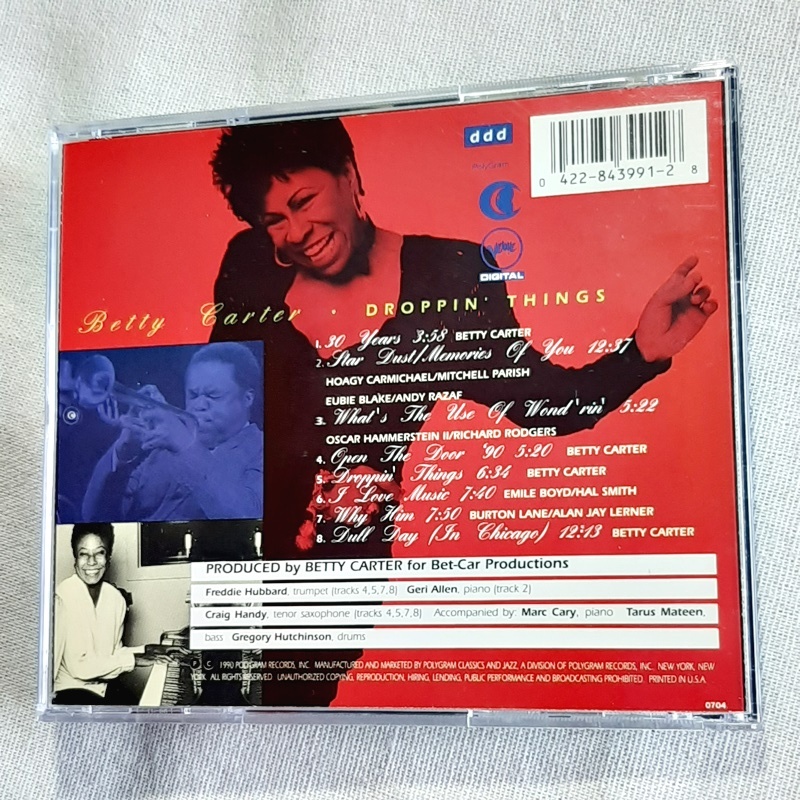 ddd
PolyGram
Verve
DIGITAL
0 422-843991-2 8
Betty Carter · DROPPIN' THINGS
1. 30 Years 3:58 BETTY CARTER
2. Star Dust/Memories Of You 12:37
HOAGY CARMICHAEL/MITCHELL PARISH
EUBIE BLAKE/ANDY RAZAF
3. What's The Use Of Wond'rin' 5:22
OSCAR HAMMERSTEIN II/RICHARD RODGERS
4. Open The Door '90 5:20 BETTY CARTER
5. Droppin' Things 6:34 BETTY CARTER
6. I Love Music 7:40 EMILE BOYD/HAL SMITH
7. Why Him 7:50 BURTON LANE/ALAN JAY LERNER
8. Dull Day (In Chicago) 12:13 BETTY CARTER
PRODUCED by BETTY CARTER for Bet-Car Productions
Freddie Hubbard, trumpet (tracks 4,5,7,8) Geri Allen, piano (track 2)
Craig Handy, tenor saxophone (tracks 4,5,7,8) Accompanied by: Marc Cary, piano Tarus Mateen,
bass Gregory Hutchinson, drums
℗ © 1990 POLYGRAM RECORDS, INC. MANUFACTURED AND MARKETED BY POLYGRAM CLASSICS AND JAZZ, A DIVISION OF POLYGRAM RECORDS, INC., NEW YORK, NEW
YORK. ALL RIGHTS RESERVED. UNAUTHORIZED COPYING, REPRODUCTION, HIRING, LENDING, PUBLIC PERFORMANCE AND BROADCASTING PROHIBITED. PRINTED IN U.S.A.
0704